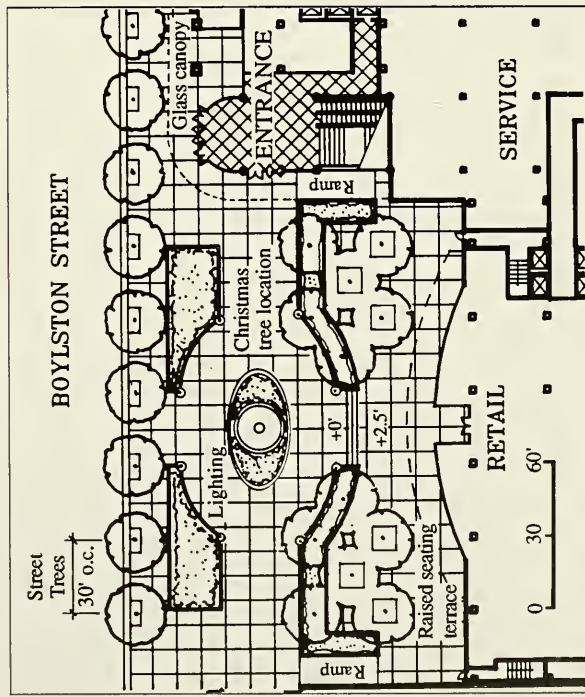 BOYLSTON STREET
Street
Trees
30' o.c.
Glass canopy
ENTRANCE
SERVICE
Ramp
Christmas
tree location
Lighting
+0'
+2.5'
RETAIL
Raised seating
terrace
Ramp
0 30 60'